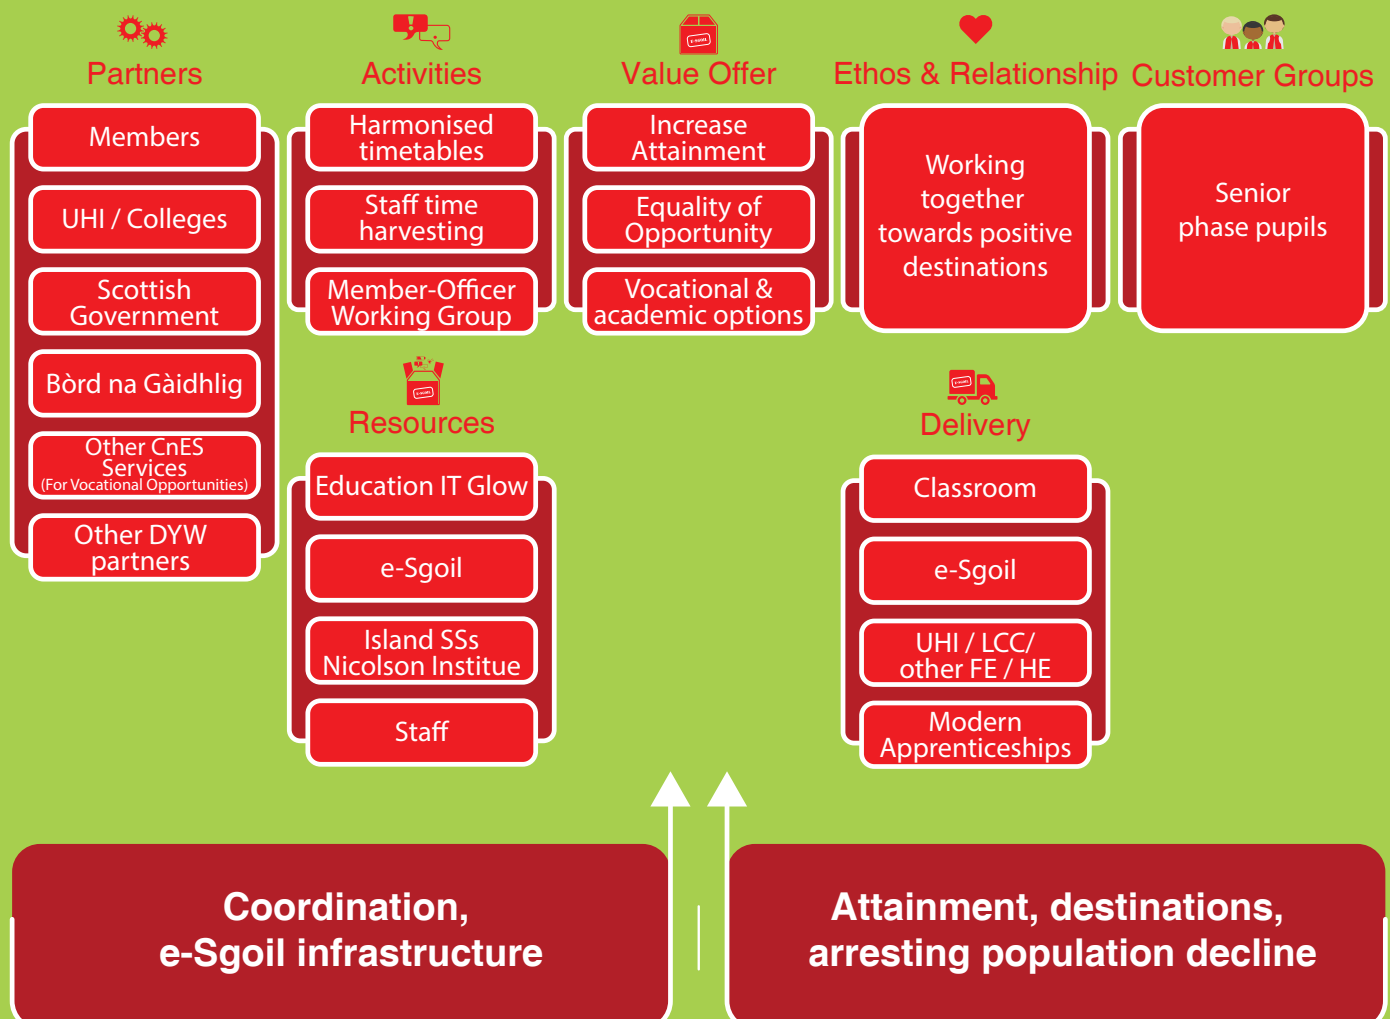 Partners
Members
UHI / Colleges
Scottish
Government
Bòrd na Gàidhlig
Other CnES
Services
(For Vocational Opportunities)
Other DYW
partners
Activities
Harmonised
timetables
Staff time
harvesting
Member-Officer
Working Group
Resources
Education IT Glow
e-Sgoil
Island SSs
Nicolson Institue
Staff
Value Offer
Increase
Attainment
Equality of
Opportunity
Vocational &
academic options
Ethos & Relationship
Working
together
towards positive
destinations
Delivery
Classroom
e-Sgoil
UHI / LCC/
other FE / HE
Modern
Apprenticeships
Customer Groups
Senior
phase pupils
Coordination,
e-Sgoil infrastructure
Attainment, destinations,
arresting population decline